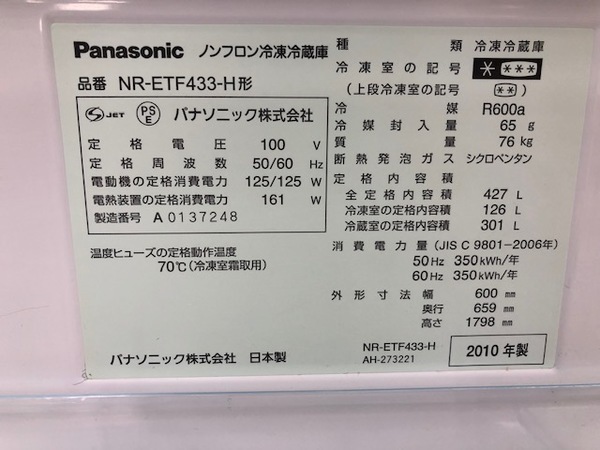 Panasonic ノンフロン冷凍冷蔵庫
品番 NR-ETF433-H形
S JET PSE パナソニック株式会社
定格電圧 100 V
定格周波数 50/60 Hz
電動機の定格消費電力 125/125 W
電熱装置の定格消費電力 161 W
製造番号 A 0137248
温度ヒューズの定格動作温度
70℃(冷凍室霜取用)
パナソニック株式会社 日本製
種類 冷凍冷蔵庫
冷凍室の記号 * ***
(上段冷凍室の記号 **)
冷媒 R600a
冷媒封入量 65 g
質量 76 kg
断熱発泡ガス シクロペンタン
定格内容積
全定格内容積 427 L
冷凍室の定格内容積 126 L
冷蔵室の定格内容積 301 L
消費電力量(JIS C 9801-2006年)
50Hz 350kWh/年
60Hz 350kWh/年
外形寸法幅 600 mm
奥行 659 mm
高さ 1798 mm
NR-ETF433-H
AH-273221
2010年製